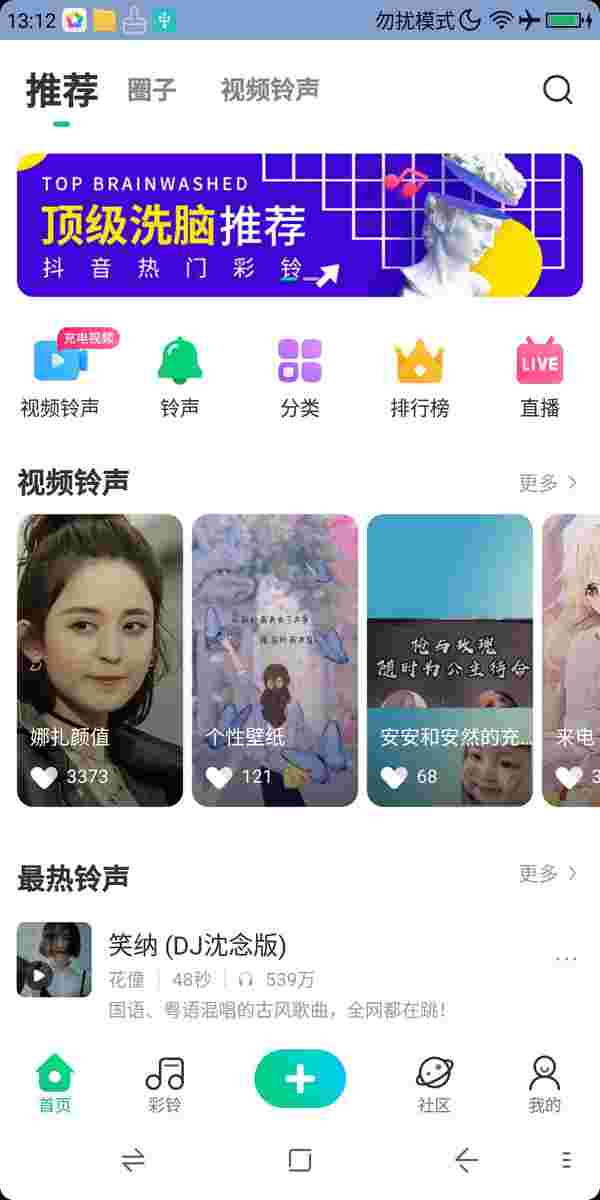 13:12
勿扰模式
推荐
圈子
视频铃声
TOP BRAINWASHED
顶级洗脑推荐
抖音热门彩铃
充电视频
LIVE
视频铃声
铃声
分类
排行榜
直播
视频铃声
更多
枪与玫瑰
随时为公主待命
娜扎颜值
个性壁纸
安安和安然的充...
来电
3373
121
68
3
最热铃声
更多
笑纳 (DJ沈念版)
花僮
48秒
539万
国语、粤语混唱的古风歌曲，全网都在跳！
首页
彩铃
社区
我的